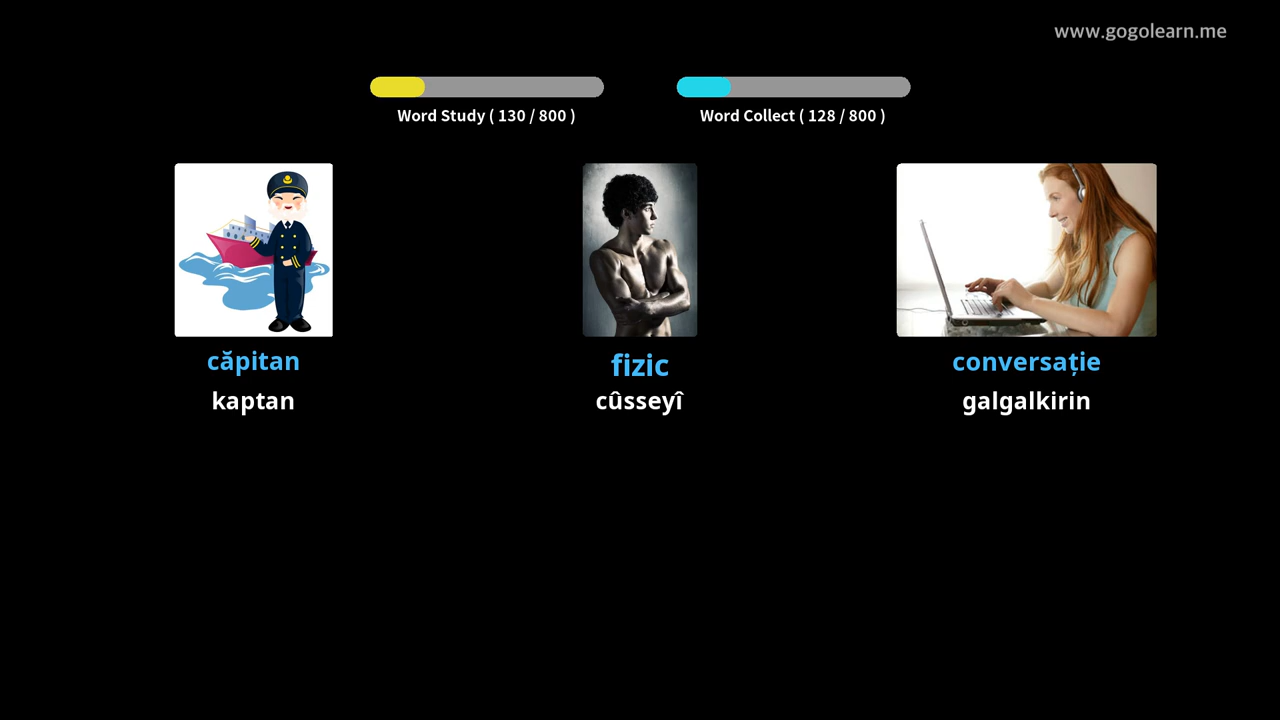 www.gogolearn.me
Word Study ( 130 / 800 )
Word Collect ( 128 / 800 )
căpitan
kaptan
fizic
cûsseyî
conversație
galgalkirin